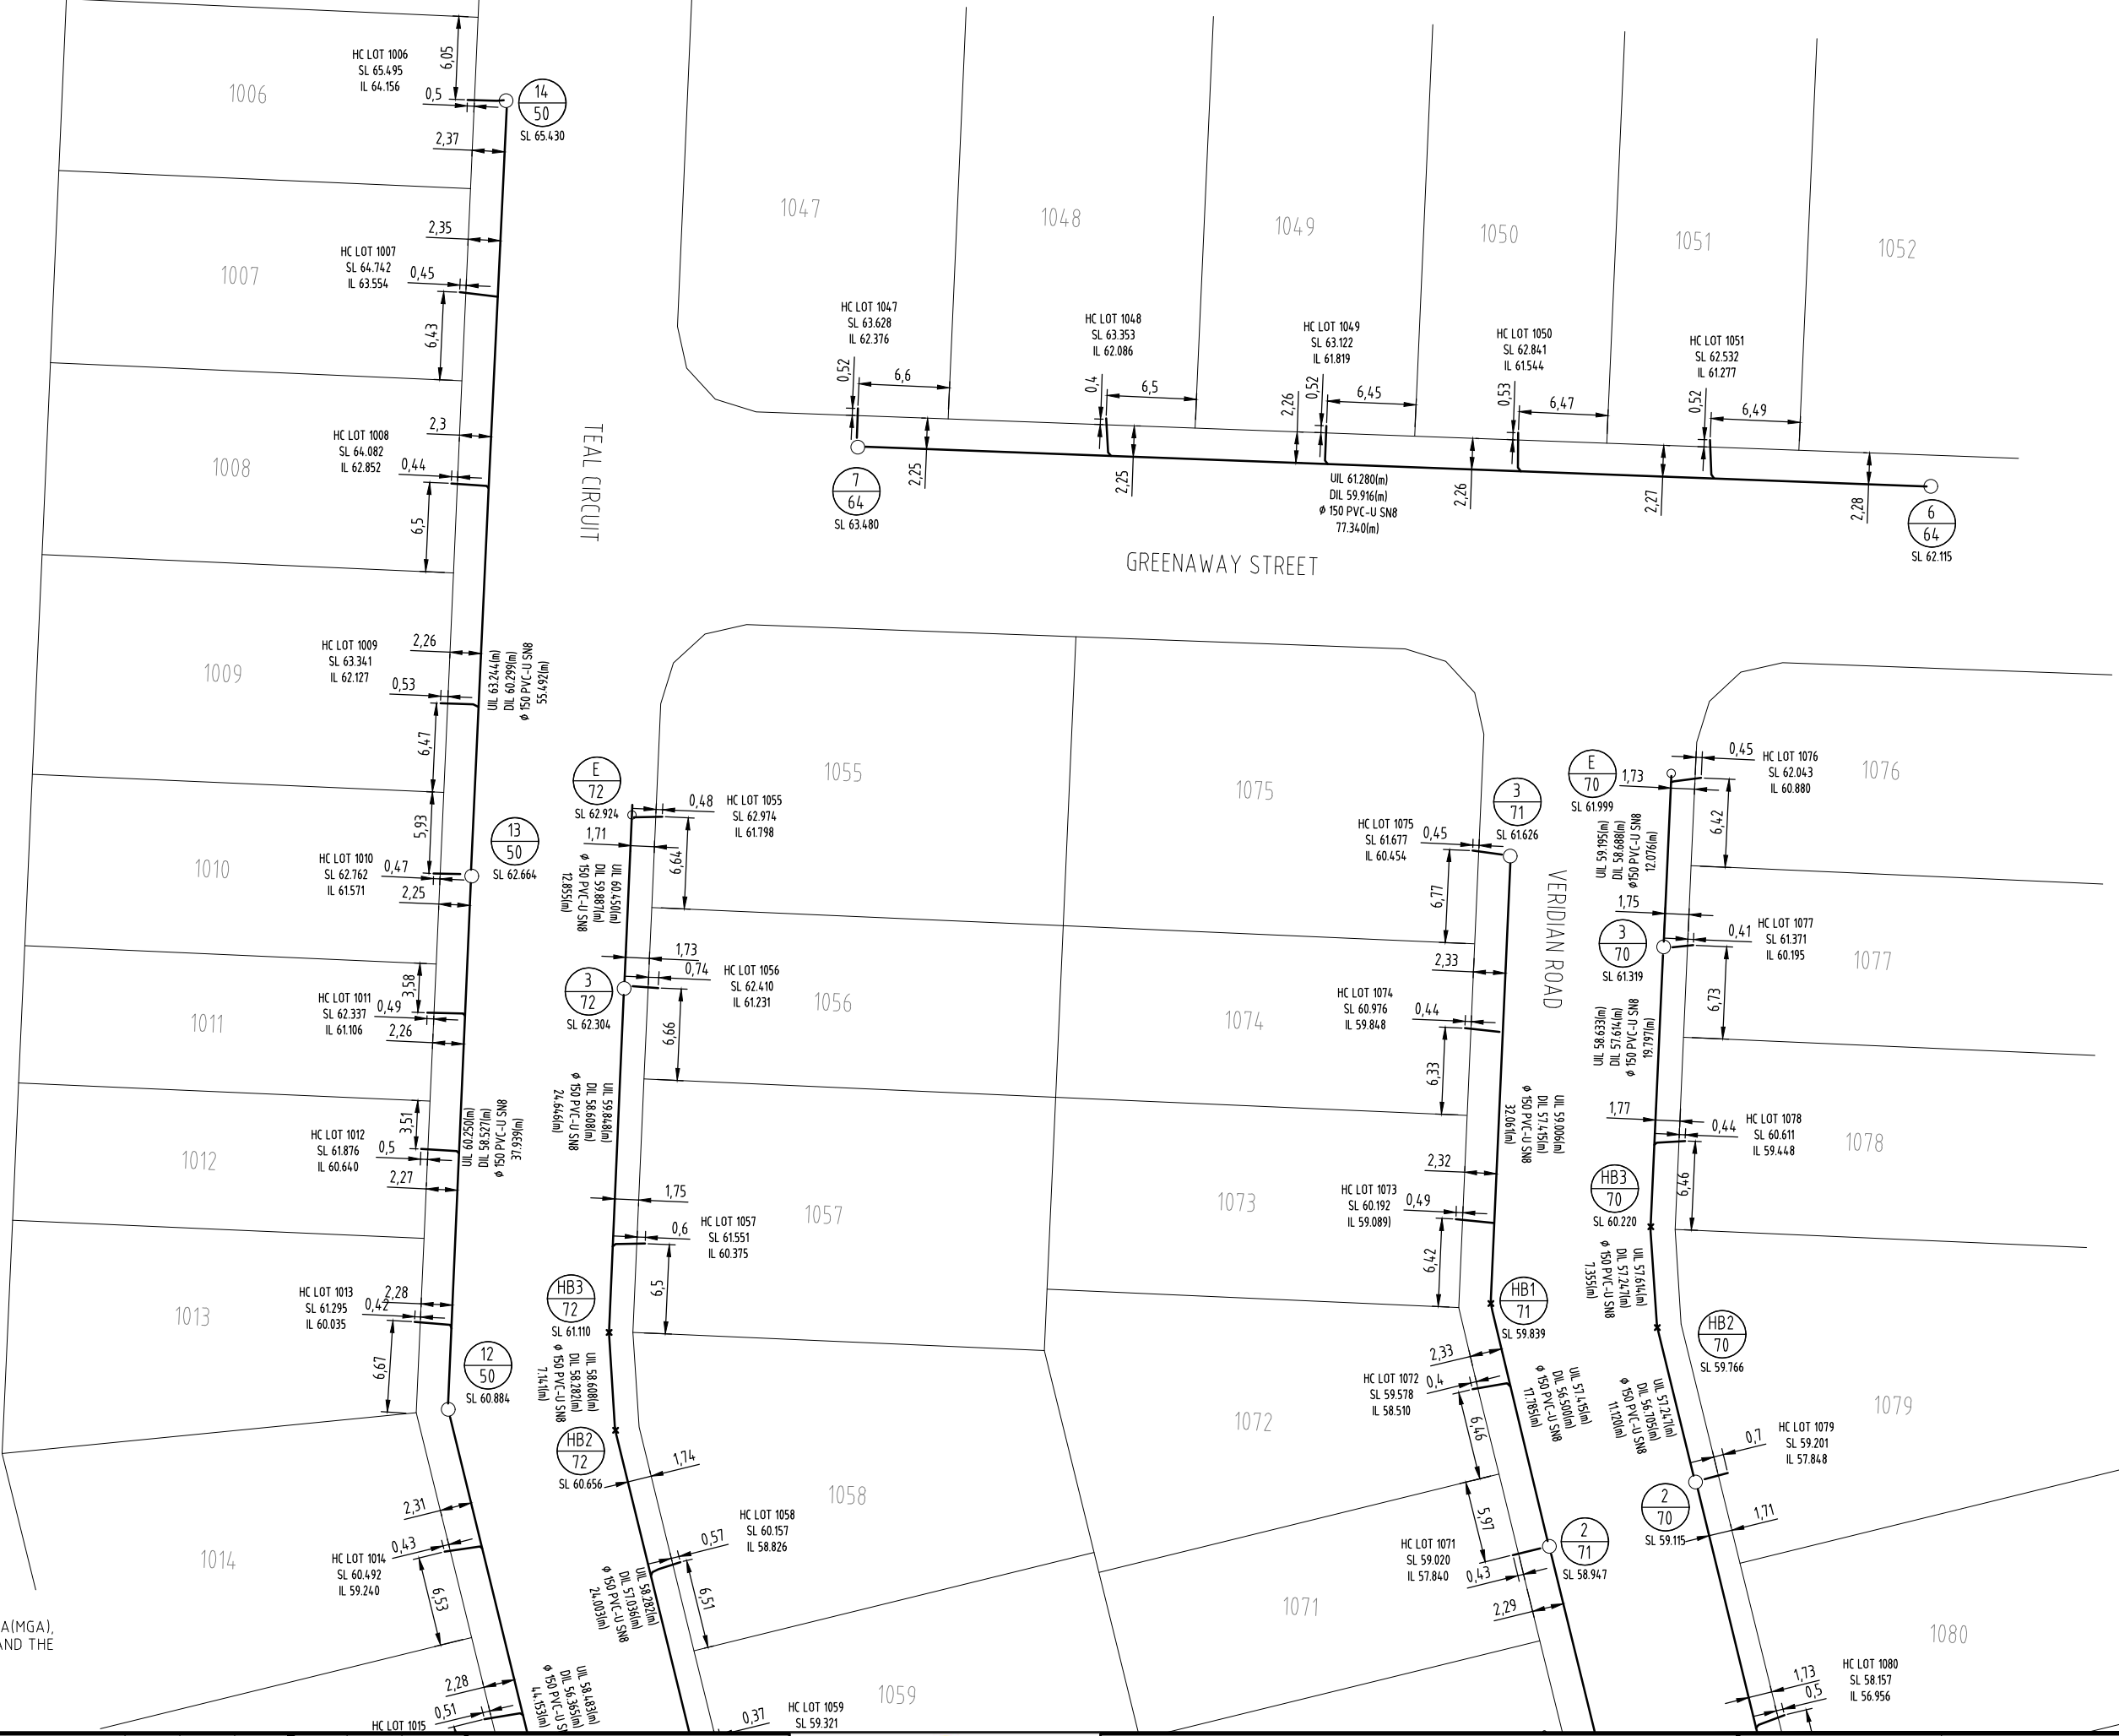 HC LOT 1006
SL 65.495
IL 64.156
6,05
0,5
14
50
SL 65.430
1006
2,37
2,35
HC LOT 1007
SL 64.742
IL 63.554
0,45
6,43
1007
2,3
HC LOT 1008
SL 64.082
IL 62.852
0,44
6,5
1008
2,26
HC LOT 1009
SL 63.341
IL 62.127
0,53
6,47
1009
UIL 63.244(m)
DIL 60.299(m)
ϕ 150 PVC-U SN8
55.492(m)
5,93
13
50
SL 62.664
HC LOT 1010
SL 62.762
IL 61.571
0,47
2,25
1010
3,58
HC LOT 1011
SL 62.337
IL 61.106
0,49
2,26
1011
3,51
HC LOT 1012
SL 61.876
IL 60.640
0,5
2,27
1012
UIL 60.250(m)
DIL 58.527(m)
ϕ 150 PVC-U SN8
37.939(m)
HC LOT 1013
SL 61.295
IL 60.035
2,28
0,42
6,67
1013
12
50
SL 60.884
2,31
HC LOT 1014
SL 60.492
IL 59.240
0,43
6,53
1014
A(MGA),
AND THE
2,28
0,51
HC LOT 1015
UIL 58.483(m)
DIL 56.365(m)
ϕ 150 PVC-U SN
44.153(m)
TEAL CIRCUIT
1047
1048
1049
1050
1051
1052
HC LOT 1047
SL 63.628
IL 62.376
0,52
6,6
HC LOT 1048
SL 63.353
IL 62.086
0,4
6,5
HC LOT 1049
SL 63.122
IL 61.819
2,26
0,52
6,45
HC LOT 1050
SL 62.841
IL 61.544
0,53
6,47
HC LOT 1051
SL 62.532
IL 61.277
0,52
6,49
7
64
SL 63.480
2,25
2,25
UIL 61.280(m)
DIL 59.916(m)
ϕ 150 PVC-U SN8
77.340(m)
2,26
2,27
2,28
6
64
SL 62.115
GREENAWAY STREET
E
72
SL 62.924
0,48
HC LOT 1055
SL 62.974
IL 61.798
1,71
6,64
1055
UIL 60.450(m)
DIL 59.887(m)
ϕ 150 PVC-U SN8
12.855(m)
3
72
SL 62.304
1,73
0,74
HC LOT 1056
SL 62.410
IL 61.231
6,66
1056
UIL 59.848(m)
DIL 58.608(m)
ϕ 150 PVC-U SN8
24.646(m)
1,75
0,6
HC LOT 1057
SL 61.551
IL 60.375
6,5
1057
HB3
72
SL 61.110
UIL 58.608(m)
DIL 58.282(m)
ϕ 150 PVC-U SN8
7.141(m)
HB2
72
SL 60.656
1,74
0,57
HC LOT 1058
SL 60.157
IL 58.826
6,51
1058
UIL 58.282(m)
DIL 57.036(m)
ϕ 150 PVC-U SN8
24.003(m)
0,37
HC LOT 1059
SL 59.321
1059
1075
HC LOT 1075
SL 61.677
IL 60.454
0,45
6,77
3
71
SL 61.626
VERIDIAN ROAD
2,33
HC LOT 1074
SL 60.976
IL 59.848
0,44
6,33
1074
UIL 59.006(m)
DIL 57.415(m)
ϕ 150 PVC-U SN8
32.061(m)
2,32
HC LOT 1073
SL 60.192
IL 59.089)
0,49
6,42
1073
HB1
71
SL 59.839
2,33
HC LOT 1072
SL 59.578
IL 58.510
0,4
6,46
1072
UIL 57.415(m)
DIL 56.500(m)
ϕ 150 PVC-U SN8
17.785(m)
5,97
HC LOT 1071
SL 59.020
IL 57.840
0,43
2
71
SL 58.947
2,29
1071
E
70
SL 61.999
1,73
0,45
HC LOT 1076
SL 62.043
IL 60.880
6,42
1076
UIL 59.195(m)
DIL 58.688(m)
ϕ150 PVC-U SN8
12.076(m)
1,75
3
70
SL 61.319
0,41
HC LOT 1077
SL 61.371
IL 60.195
6,73
1077
UIL 58.633(m)
DIL 57.614(m)
ϕ 150 PVC-U SN8
19.797(m)
1,77
0,44
HC LOT 1078
SL 60.611
IL 59.448
6,46
1078
HB3
70
SL 60.220
UIL 57.614(m)
DIL 57.247(m)
ϕ 150 PVC-U SN8
7.355(m)
HB2
70
SL 59.766
UIL 57.247(m)
DIL 56.705(m)
ϕ 150 PVC-U SN8
11.120(m)
1079
0,7
HC LOT 1079
SL 59.201
IL 57.848
2
70
SL 59.115
1,71
1080
HC LOT 1080
SL 58.157
IL 56.956
1,73
0,5